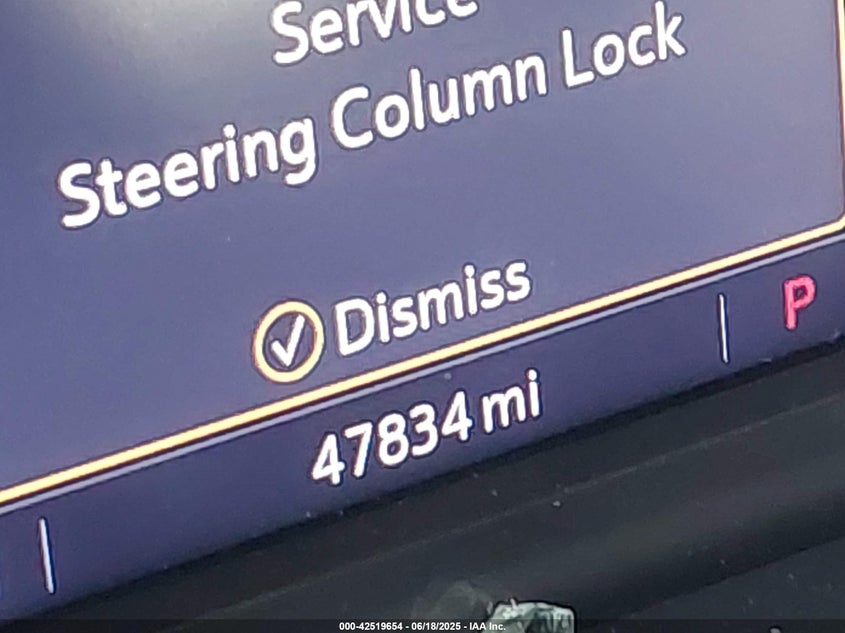 Service
Steering Column Lock
Dismiss
P
47834 mi
000-42519654 - 06/18/2025 - IAA Inc.